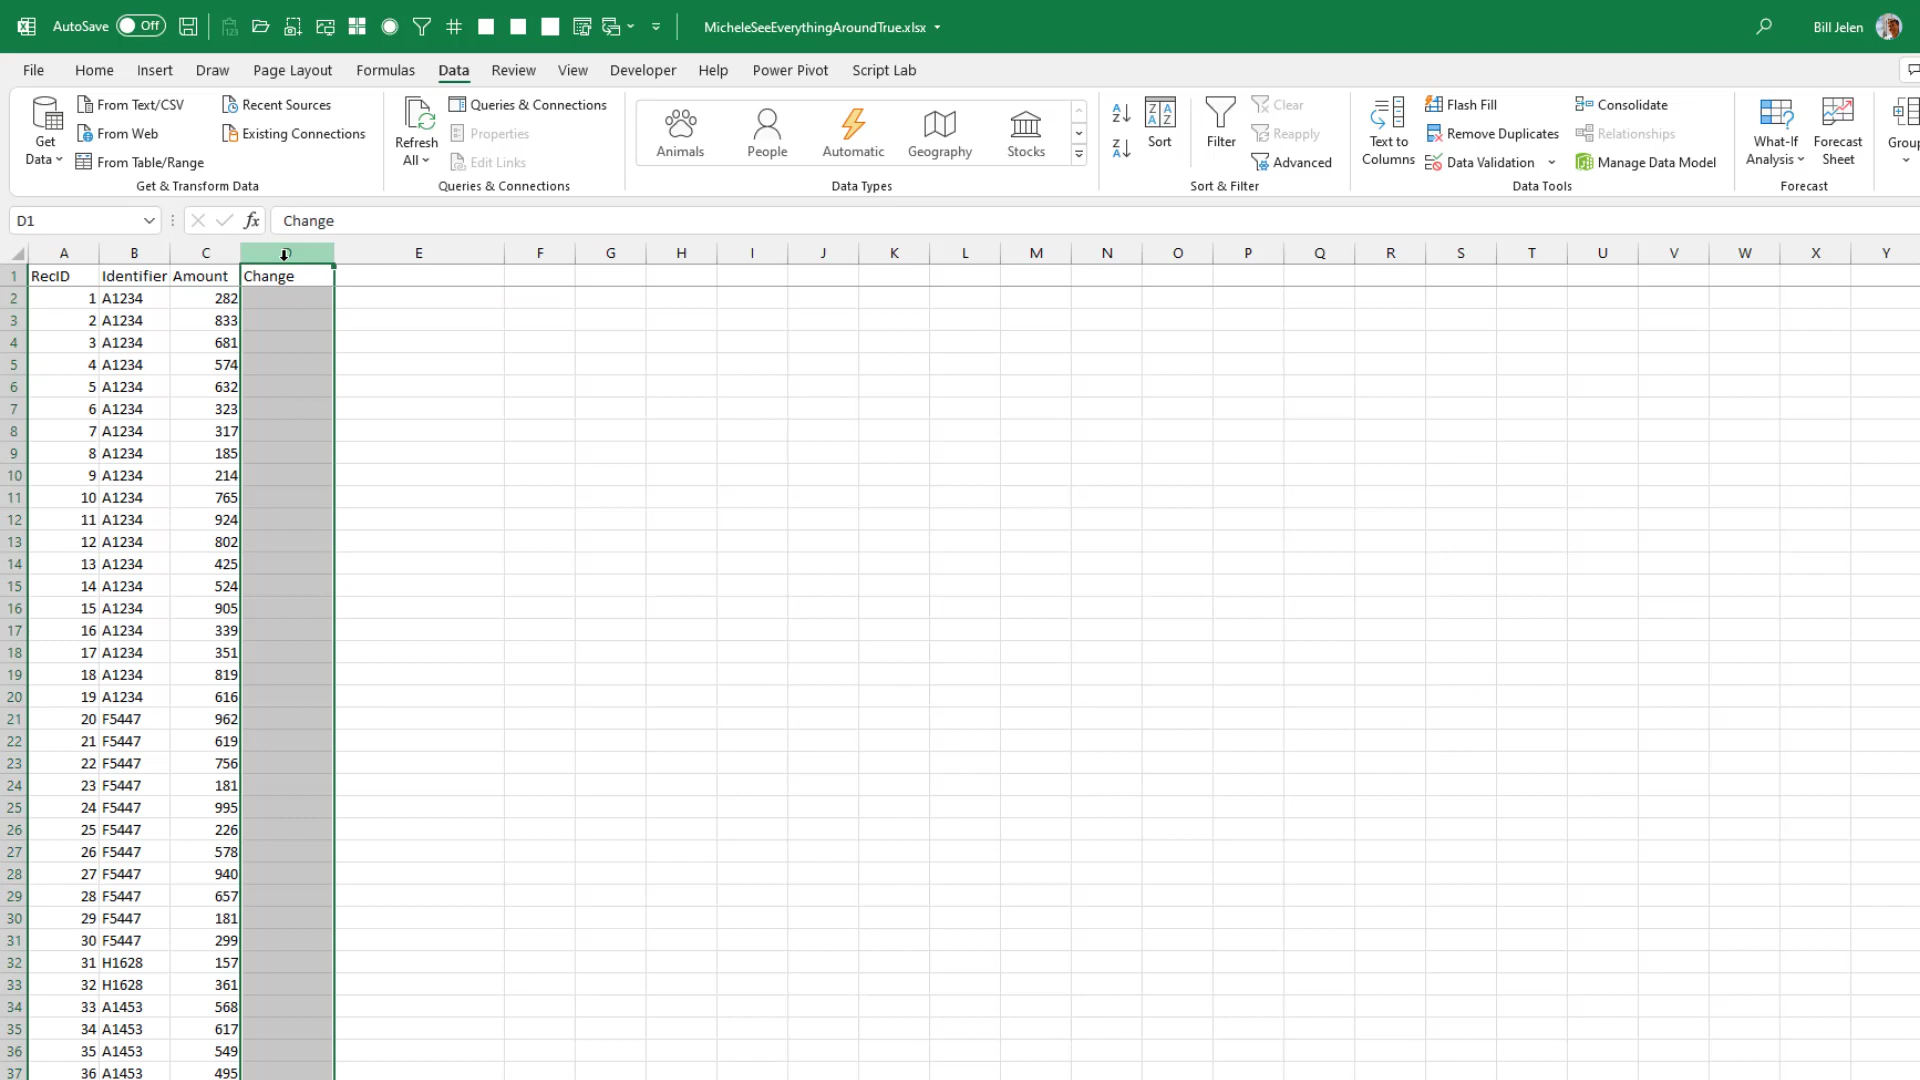 AutoSave Off MicheleSeeEverythingAroundTrue.xlsx Bill Jelen
File Home Insert Draw Page Layout Formulas Data Review View Developer Help Power Pivot Script Lab
Get Data
From Text/CSV
From Web
From Table/Range
Recent Sources
Existing Connections
Get & Transform Data
Refresh All
Queries & Connections
Properties
Edit Links
Queries & Connections
Animals People Automatic Geography Stocks
Data Types
Sort
Filter
Clear
Reapply
Advanced
Sort & Filter
Text to Columns
Flash Fill
Remove Duplicates
Data Validation
Consolidate
Relationships
Manage Data Model
Data Tools
What-If Analysis
Forecast Sheet
Forecast
D1 fx Change
A B C D E F G H I J K L M N O P Q R S T U V W X Y
1 RecID Identifier Amount Change
2 1 A1234 282
3 2 A1234 833
4 3 A1234 681
5 4 A1234 574
6 5 A1234 632
7 6 A1234 323
8 7 A1234 317
9 8 A1234 185
10 9 A1234 214
11 10 A1234 765
12 11 A1234 924
13 12 A1234 802
14 13 A1234 425
15 14 A1234 524
16 15 A1234 905
17 16 A1234 339
18 17 A1234 351
19 18 A1234 819
20 19 A1234 616
21 20 F5447 962
22 21 F5447 619
23 22 F5447 756
24 23 F5447 181
25 24 F5447 995
26 25 F5447 226
27 26 F5447 578
28 27 F5447 940
29 28 F5447 657
30 29 F5447 181
31 30 F5447 299
32 31 H1628 157
33 32 H1628 361
34 33 A1453 568
35 34 A1453 617
36 35 A1453 549
37 36 A1453 495